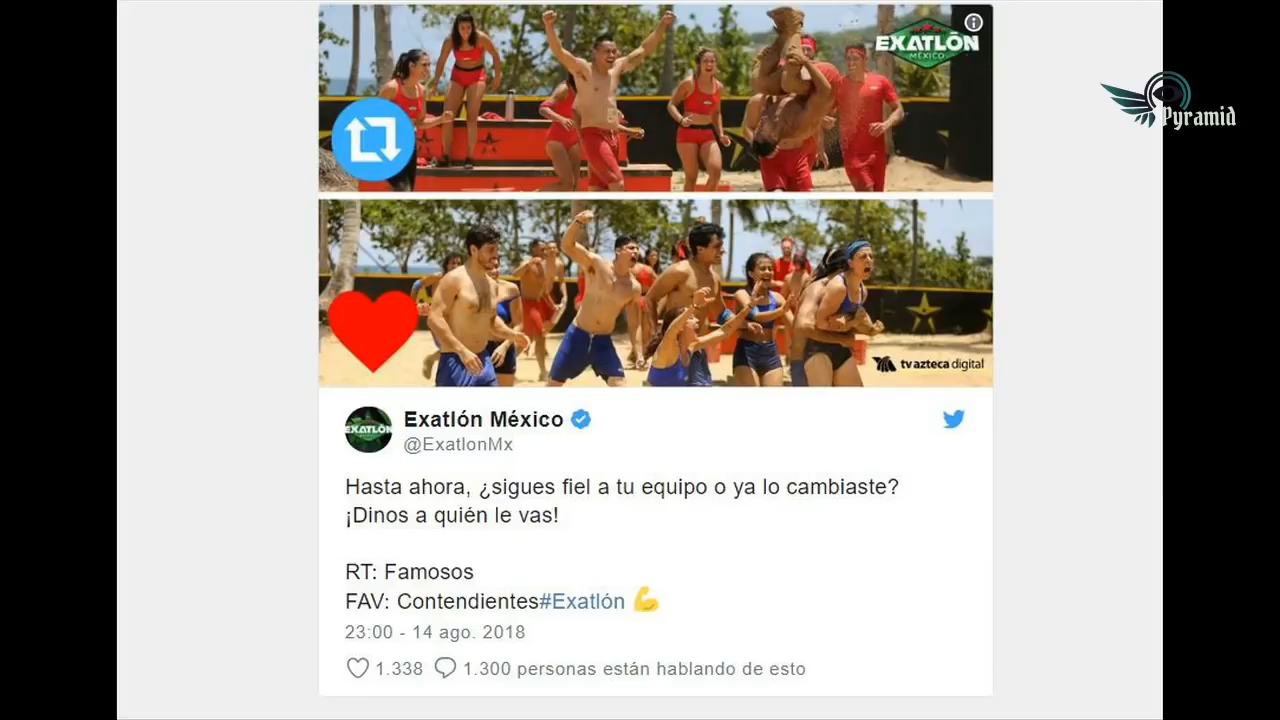 EXATLÓN
MÉXICO
Pyramid
tv azteca digital
EXATLÓN
Exatlón México
@ExatlonMx
Hasta ahora, ¿sigues fiel a tu equipo o ya lo cambiaste?
¡Dinos a quién le vas!
RT: Famosos
FAV: Contendientes#Exatlón 💪
23:00 - 14 ago. 2018
1.338 1.300 personas están hablando de esto